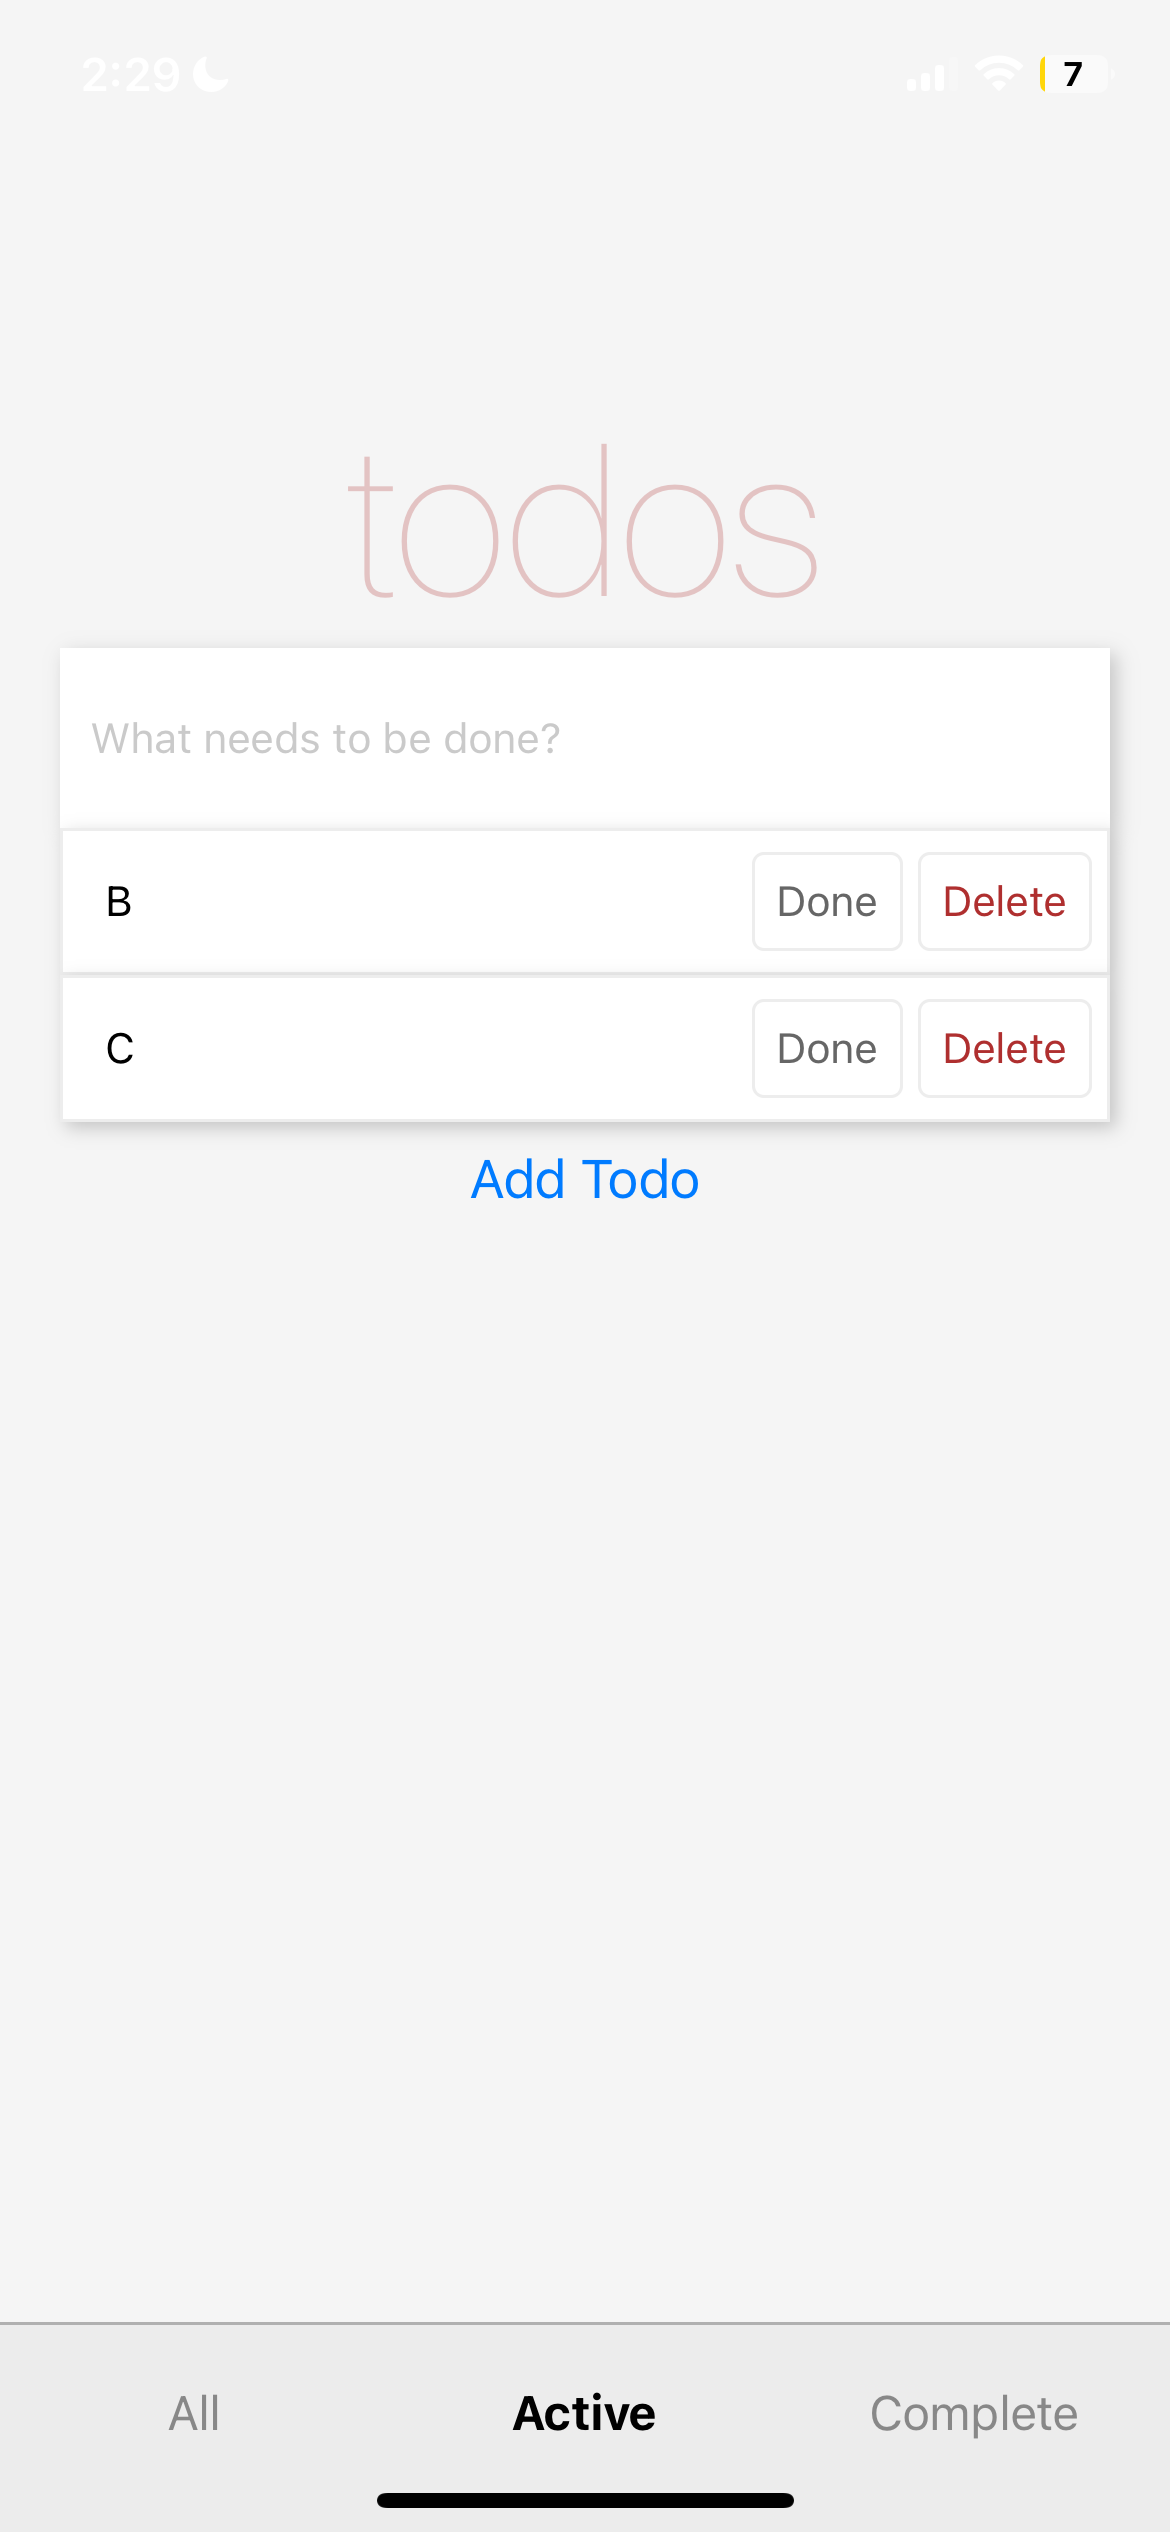 2:29 7
todos
What needs to be done?
B Done Delete
C Done Delete
Add Todo
All Active Complete